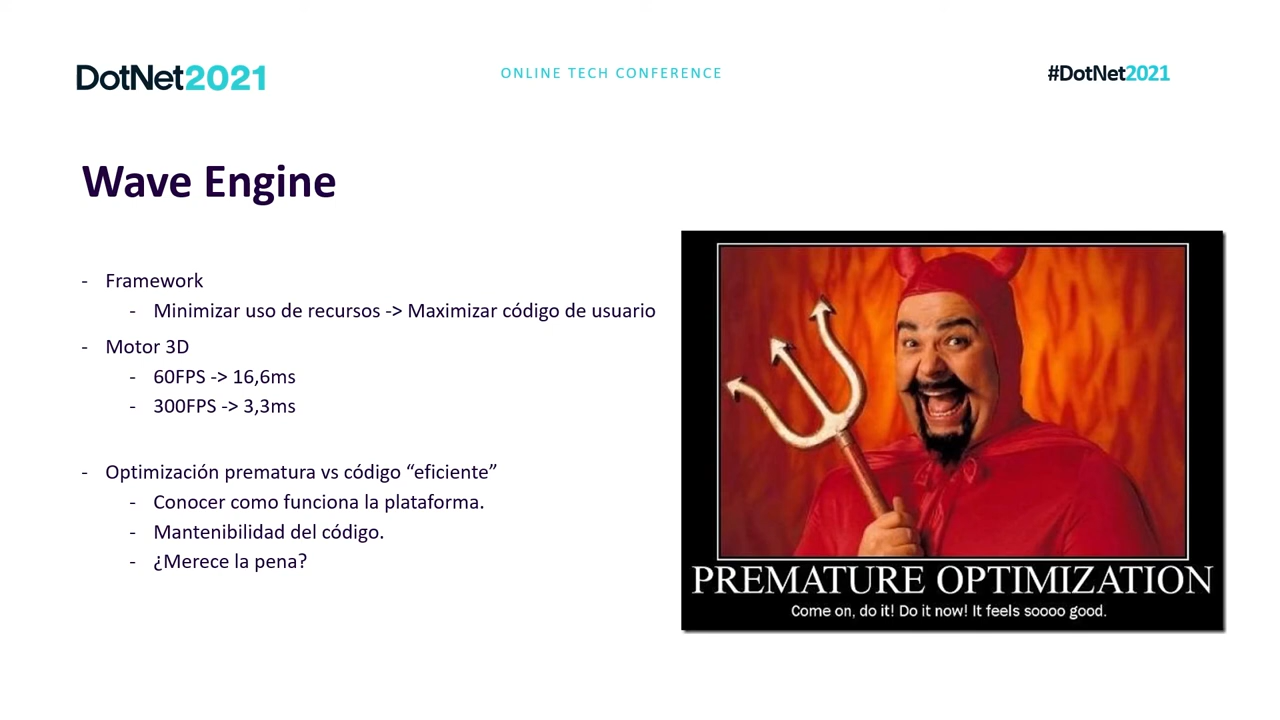 DotNet2021
ONLINE TECH CONFERENCE
#DotNet2021
Wave Engine
- Framework
- Minimizar uso de recursos -> Maximizar código de usuario
- Motor 3D
- 60FPS -> 16,6ms
- 300FPS -> 3,3ms
- Optimización prematura vs código “eficiente”
- Conocer como funciona la plataforma.
- Mantenibilidad del código.
- ¿Merece la pena?
PREMATURE OPTIMIZATION
Come on, do it! Do it now! It feels soooo good.